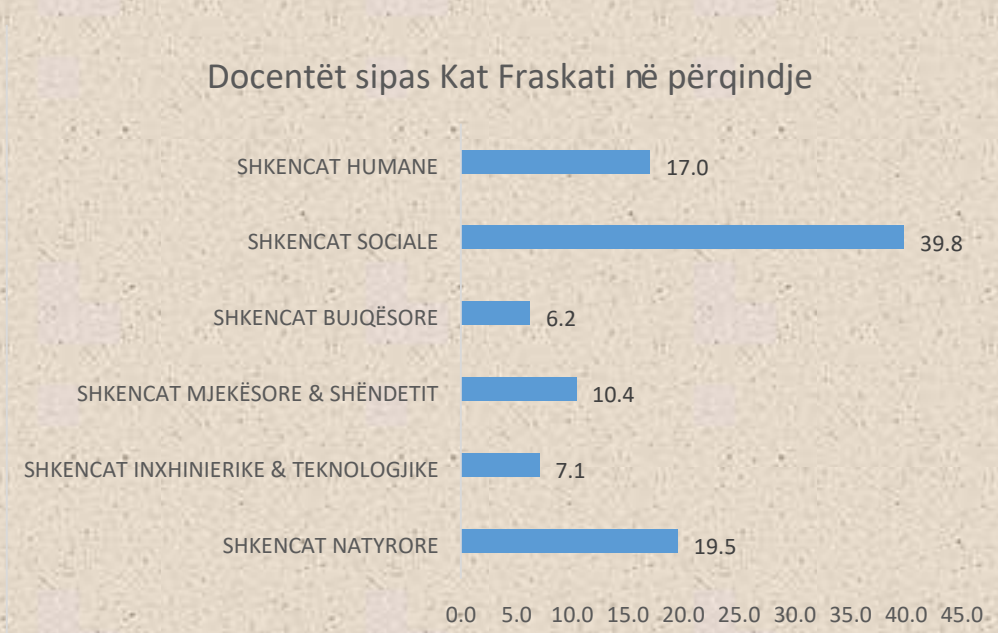 Docentët sipas Kat Fraskati në përqindje
SHKENCAT HUMANE 17.0
SHKENCAT SOCIALE 39.8
SHKENCAT BUJQËSORE 6.2
SHKENCAT MJEKËSORE & SHËNDETIT 10.4
SHKENCAT INXHINIERIKE & TEKNOLOGJIKE 7.1
SHKENCAT NATYRORE 19.5
0.0 5.0 10.0 15.0 20.0 25.0 30.0 35.0 40.0 45.0